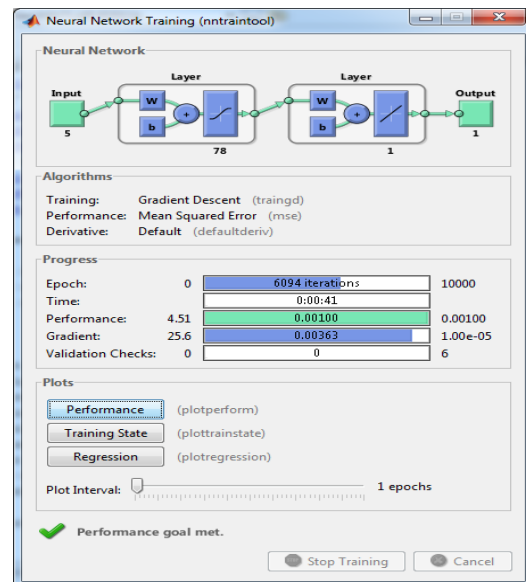 Neural Network Training (nntraintool)
Neural Network
Layer Layer
Input Output
W W
b b
+ +
5 1
78 1
Algorithms
Training: Gradient Descent (traingd)
Performance: Mean Squared Error (mse)
Derivative: Default (defaultderiv)
Progress
Epoch: 0 6094 iterations 10000
Time: 0:00:41
Performance: 4.51 0.00100 0.00100
Gradient: 25.6 0.00363 1.00e-05
Validation Checks: 0 0 6
Plots
Performance (plotperform)
Training State (plottrainstate)
Regression (plotregression)
Plot Interval: 1 epochs
Performance goal met.
Stop Training Cancel